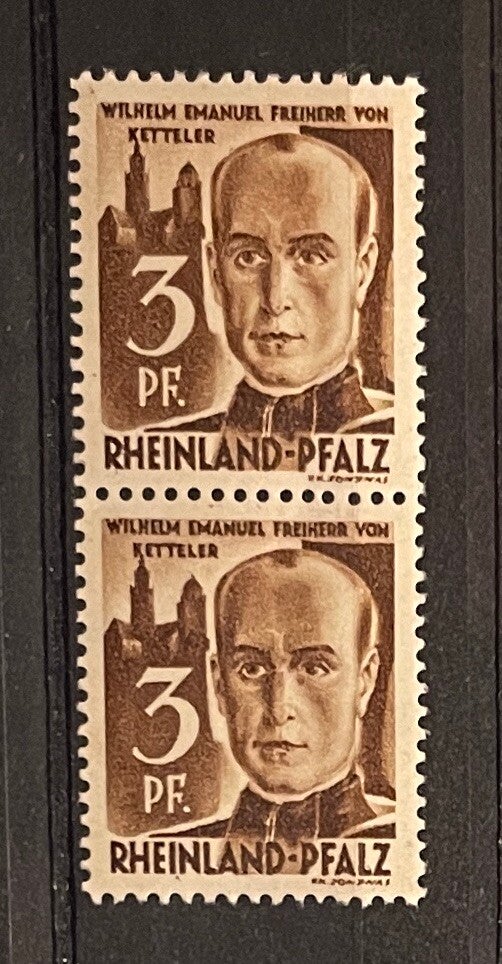 WILHELM EMANUEL FREIHERR VON
KETTELER
3
PF.
RHEINLAND-PFALZ
WILHELM EMANUEL FREIHERR VON
KETTELER
3
PF.
RHEINLAND-PFALZ